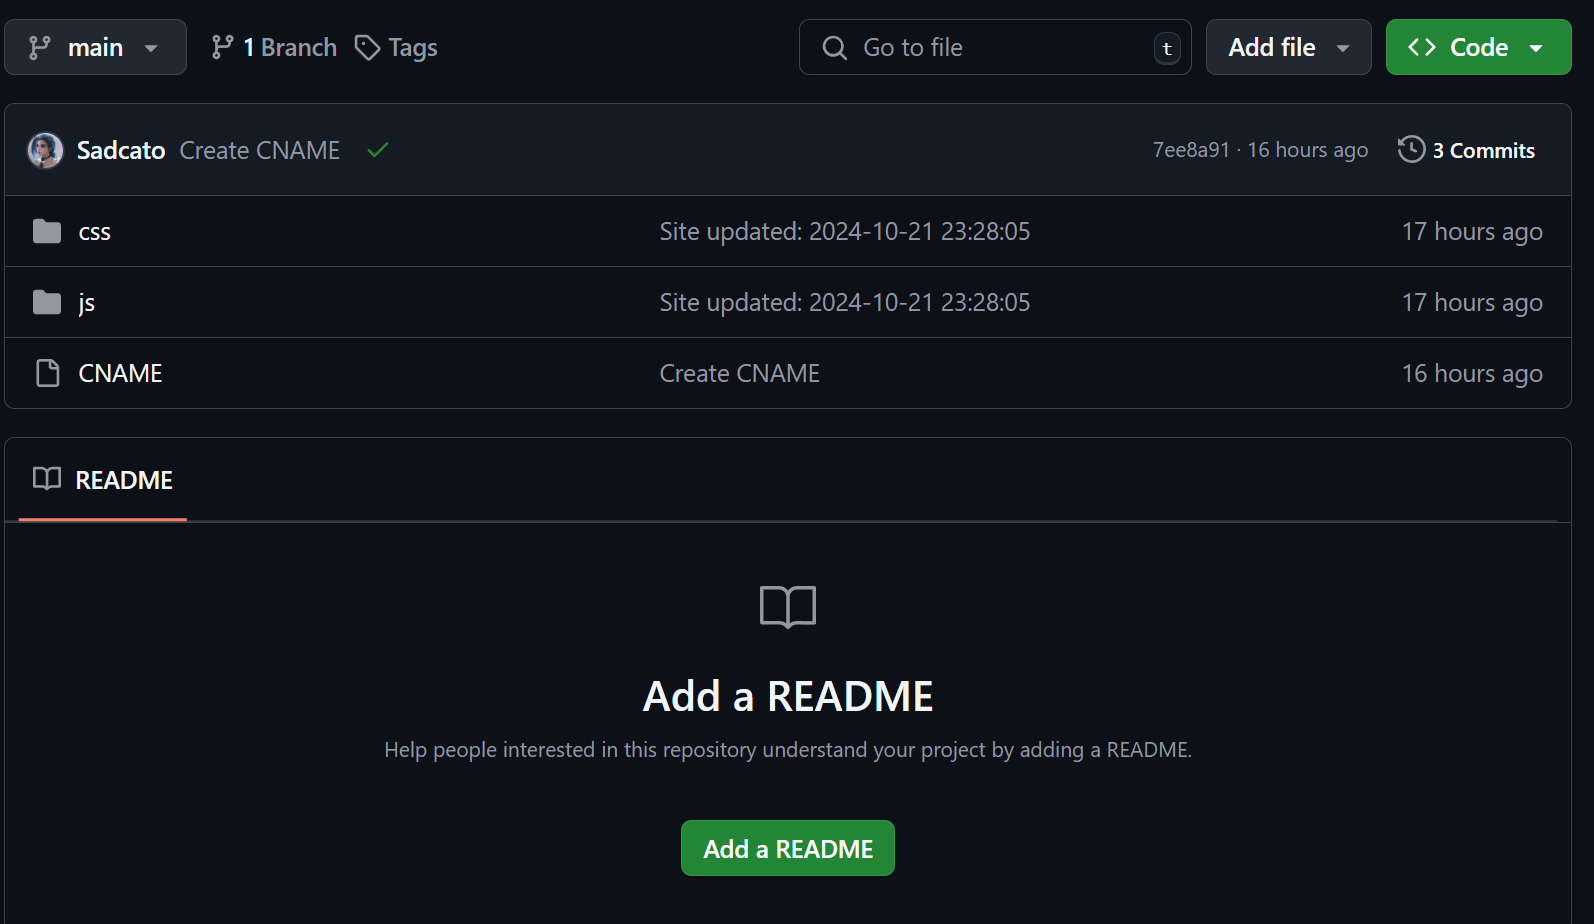 main 1 Branch Tags Go to file t Add file Code
Sadcato Create CNAME 7ee8a91 · 16 hours ago 3 Commits
css Site updated: 2024-10-21 23:28:05 17 hours ago
js Site updated: 2024-10-21 23:28:05 17 hours ago
CNAME Create CNAME 16 hours ago
README
Add a README
Help people interested in this repository understand your project by adding a README.
Add a README